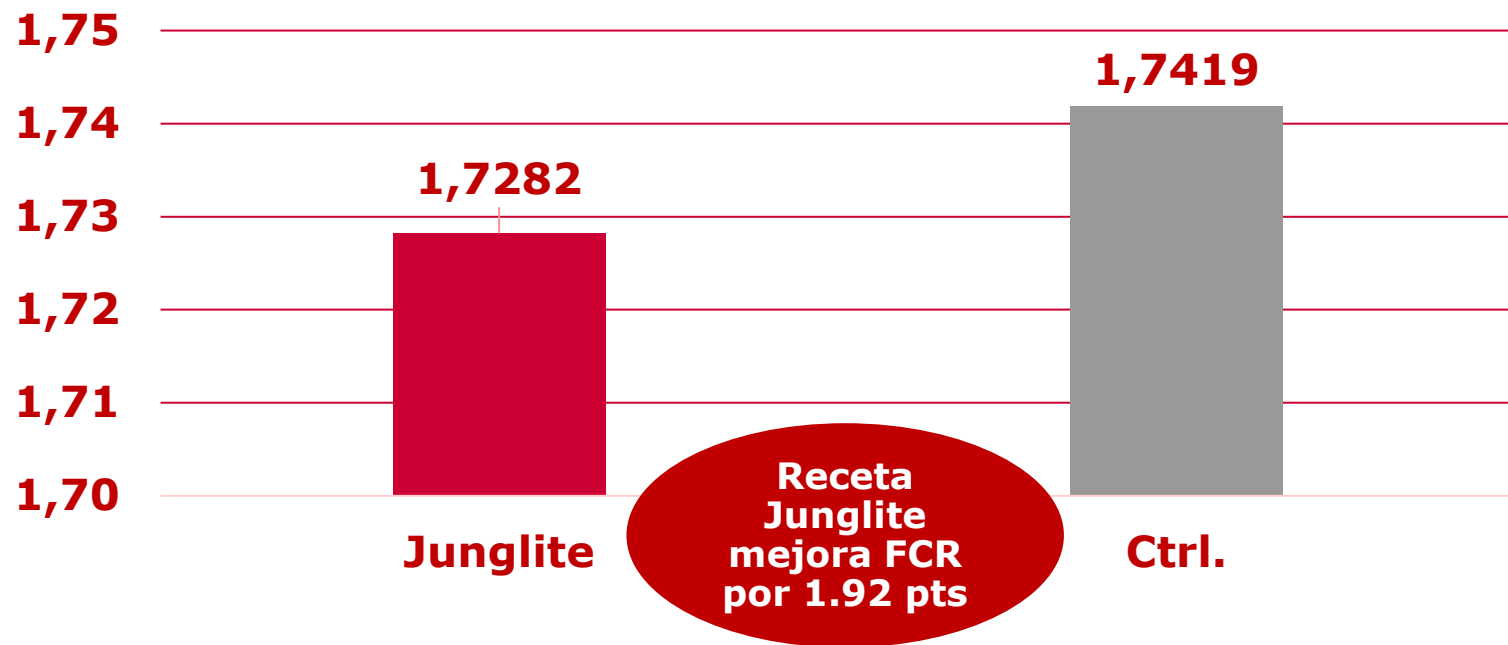 1,75
1,7419
1,74
1,7282
1,73
1,72
1,71
1,70
Receta
Junglite
mejora FCR
por 1.92 pts
Junglite
Ctrl.